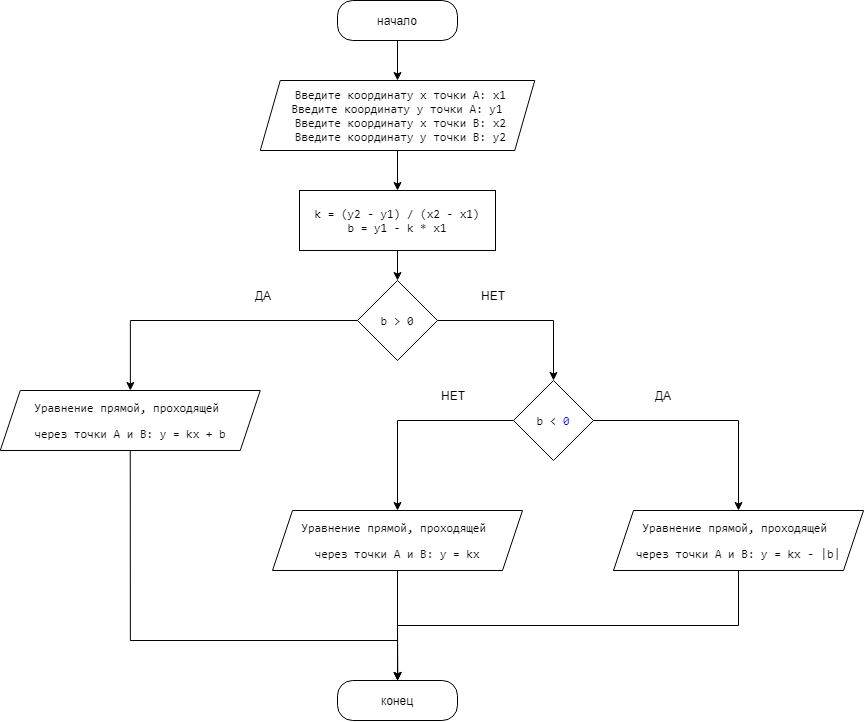 начало
Введите координату x точки A: x1
Введите координату y точки A: y1
Введите координату x точки B: x2
Введите координату y точки B: y2
k = (y2 - y1) / (x2 - x1)
b = y1 - k * x1
ДА
НЕТ
b > 0
НЕТ
ДА
b < 0
Уравнение прямой, проходящей
через точки A и B: y = kx + b
Уравнение прямой, проходящей
через точки A и B: y = kx
Уравнение прямой, проходящей
через точки A и B: y = kx - |b|
конец